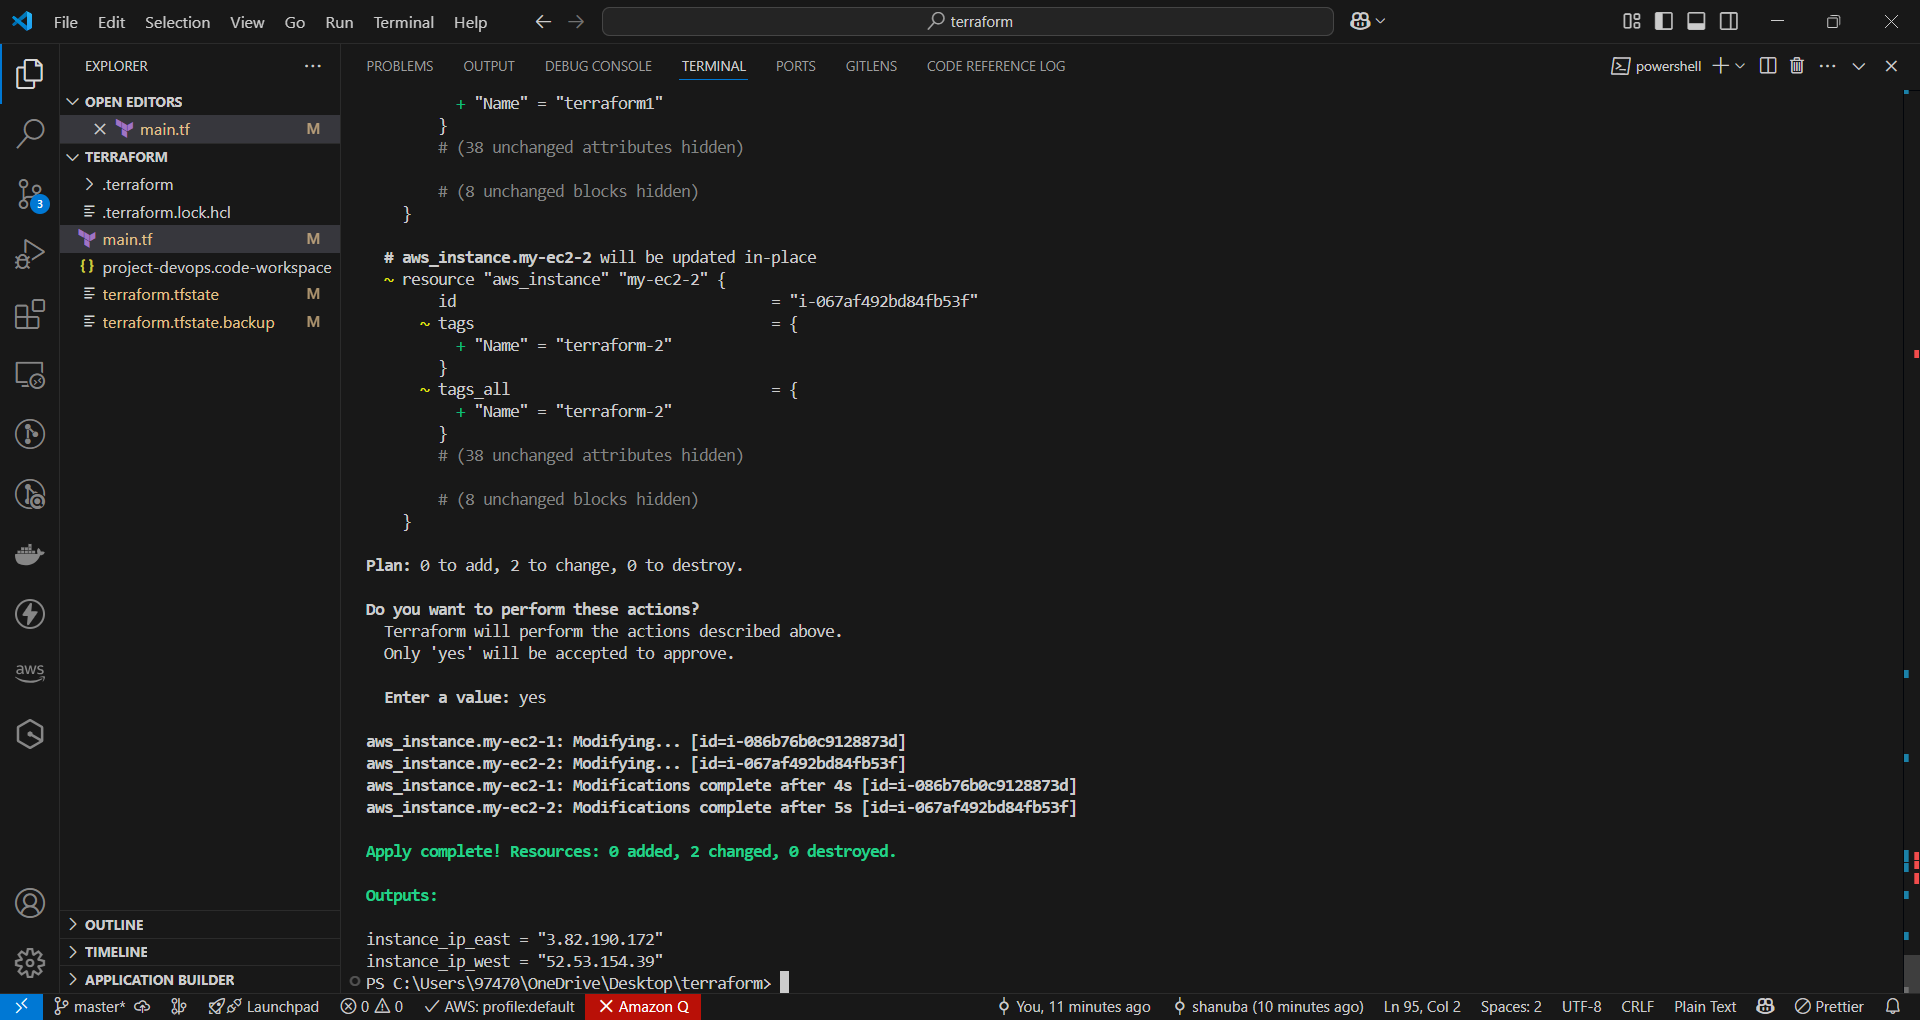 File Edit Selection View Go Run Terminal Help
terraform
EXPLORER
OPEN EDITORS
main.tf M
TERRAFORM
.terraform
.terraform.lock.hcl
main.tf M
project-devops.code-workspace
terraform.tfstate M
terraform.tfstate.backup M
OUTLINE
TIMELINE
APPLICATION BUILDER
3
aws
PROBLEMS OUTPUT DEBUG CONSOLE TERMINAL PORTS GITLENS CODE REFERENCE LOG
powershell
+ "Name" = "terraform1"
}
# (38 unchanged attributes hidden)
# (8 unchanged blocks hidden)
}
# aws_instance.my-ec2-2 will be updated in-place
~ resource "aws_instance" "my-ec2-2" {
id = "i-067af492bd84fb53f"
~ tags = {
+ "Name" = "terraform-2"
}
~ tags_all = {
+ "Name" = "terraform-2"
}
# (38 unchanged attributes hidden)
# (8 unchanged blocks hidden)
}
Plan: 0 to add, 2 to change, 0 to destroy.
Do you want to perform these actions?
Terraform will perform the actions described above.
Only 'yes' will be accepted to approve.
Enter a value: yes
aws_instance.my-ec2-1: Modifying... [id=i-086b76b0c9128873d]
aws_instance.my-ec2-2: Modifying... [id=i-067af492bd84fb53f]
aws_instance.my-ec2-1: Modifications complete after 4s [id=i-086b76b0c9128873d]
aws_instance.my-ec2-2: Modifications complete after 5s [id=i-067af492bd84fb53f]
Apply complete! Resources: 0 added, 2 changed, 0 destroyed.
Outputs:
instance_ip_east = "3.82.190.172"
instance_ip_west = "52.53.154.39"
PS C:\Users\97470\OneDrive\Desktop\terraform>
master* Launchpad 0 0 AWS: profile:default Amazon Q You, 11 minutes ago shanuba (10 minutes ago) Ln 95, Col 2 Spaces: 2 UTF-8 CRLF Plain Text Prettier